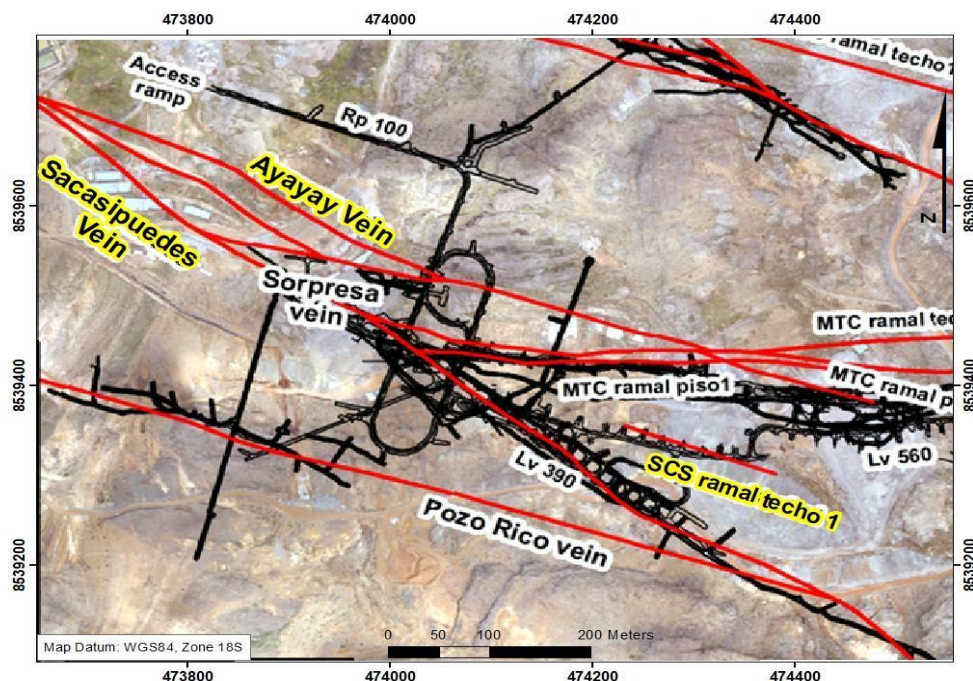 473800 474000 474200 474400
ramal techo1
Access
ramp
Rp 100
N
Ayayay Vein
Sacasipuedes
Vein
8539600
8539600
Sorpresa
vein
MTC ramal tec
MTC ramal piso1
MTC ramal p
8539400
8539400
Lv 390
SCS ramal techo 1
Lv 560
Pozo Rico vein
8539200
8539200
0 50 100 200 Meters
Map Datum: WGS84, Zone 18S
473800 474000 474200 474400